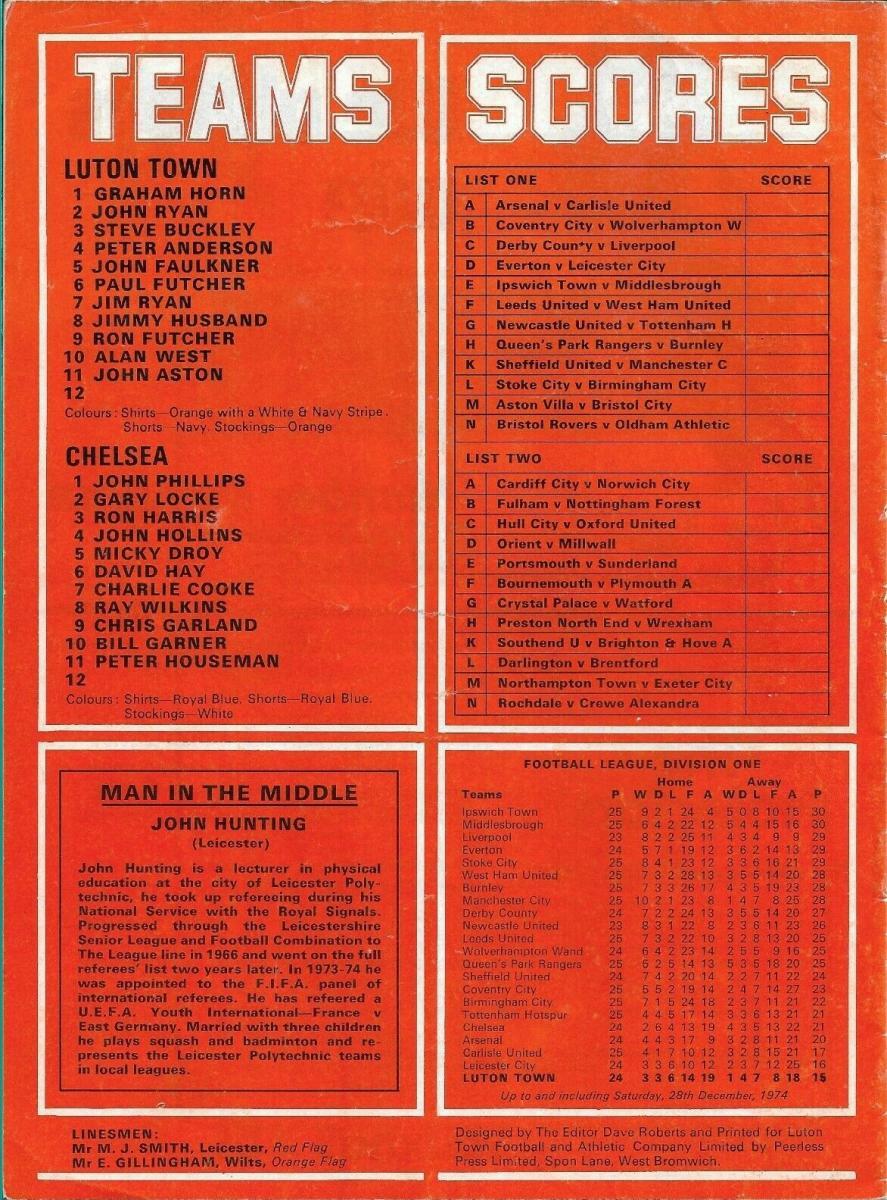 TEAMS
LUTON TOWN
1 GRAHAM HORN
2 JOHN RYAN
3 STEVE BUCKLEY
4 PETER ANDERSON
5 JOHN FAULKNER
6 PAUL FUTCHER
7 JIM RYAN
8 JIMMY HUSBAND
9 RON FUTCHER
10 ALAN WEST
11 JOHN ASTON
12
Colours: Shirts—Orange with a White & Navy Stripe.
Shorts—Navy. Stockings—Orange
CHELSEA
1 JOHN PHILLIPS
2 GARY LOCKE
3 RON HARRIS
4 JOHN HOLLINS
5 MICKY DROY
6 DAVID HAY
7 CHARLIE COOKE
8 RAY WILKINS
9 CHRIS GARLAND
10 BILL GARNER
11 PETER HOUSEMAN
12
Colours: Shirts—Royal Blue. Shorts—Royal Blue.
Stockings—White
SCORES
LIST ONE SCORE
A Arsenal v Carlisle United
B Coventry City v Wolverhampton W
C Derby Coun*y v Liverpool
D Everton v Leicester City
E Ipswich Town v Middlesbrough
F Leeds United v West Ham United
G Newcastle United v Tottenham H
H Queen's Park Rangers v Burnley
K Sheffield United v Manchester C
L Stoke City v Birmingham City
M Aston Villa v Bristol City
N Bristol Rovers v Oldham Athletic
LIST TWO SCORE
A Cardiff City v Norwich City
B Fulham v Nottingham Forest
C Hull City v Oxford United
D Orient v Millwall
E Portsmouth v Sunderland
F Bournemouth v Plymouth A
G Crystal Palace v Watford
H Preston North End v Wrexham
K Southend U v Brighton & Hove A
L Darlington v Brentford
M Northampton Town v Exeter City
N Rochdale v Crewe Alexandra
MAN IN THE MIDDLE
JOHN HUNTING
(Leicester)
John Hunting is a lecturer in physical
education at the city of Leicester Poly-
technic, he took up refereeing during his
National Service with the Royal Signals.
Progressed through the Leicestershire
Senior League and Football Combination to
The League line in 1966 and went on the full
referees' list two years later. In 1973-74 he
was appointed to the F.I.F.A. panel of
international referees. He has refeered a
U.E.F.A. Youth International—France v
East Germany. Married with three children
he plays squash and badminton and re-
presents the Leicester Polytechnic teams
in local leagues.
FOOTBALL LEAGUE, DIVISION ONE
Home Away
Teams P W D L F A W D L F A P
Ipswich Town 25 9 2 1 24 4 5 0 8 10 15 30
Middlesbrough 25 6 4 2 22 12 5 4 4 15 16 30
Liverpool 23 8 2 2 25 11 4 3 4 9 9 29
Everton 24 5 7 1 19 12 3 6 2 14 13 29
Stoke City 25 8 4 1 23 12 3 3 6 16 21 29
West Ham United 25 7 3 2 28 13 3 5 5 14 20 28
Burnley 25 7 3 3 26 17 4 3 5 19 23 28
Manchester City 25 10 2 1 23 8 1 4 7 8 25 28
Derby County 24 7 2 2 24 13 3 5 5 14 20 27
Newcastle United 23 8 3 1 22 8 2 3 6 11 23 26
Leeds United 25 7 3 2 22 10 3 2 8 13 20 25
Wolverhampton Wand 24 6 4 2 23 14 2 5 5 9 16 25
Queen's Park Rangers 25 6 2 5 14 13 5 3 5 18 20 25
Sheffield United 24 7 4 2 20 14 2 2 7 11 22 24
Coventry City 25 5 5 2 19 14 2 4 7 14 27 23
Birmingham City 25 7 1 5 24 18 2 3 7 11 21 22
Tottenham Hotspur 25 4 4 5 17 14 3 3 6 13 21 21
Chelsea 24 2 6 4 13 19 4 3 5 13 22 21
Arsenal 24 4 4 3 17 9 3 2 8 11 21 20
Carlisle United 25 4 1 7 10 12 3 2 8 15 21 17
Leicester City 24 3 3 6 10 12 2 3 7 12 25 16
LUTON TOWN 24 3 3 6 14 19 1 4 7 8 18 15
Up to and including Saturday, 28th December, 1974
LINESMEN:
Mr M. J. SMITH, Leicester, Red Flag
Mr E. GILLINGHAM, Wilts, Orange Flag
Designed by The Editor Dave Roberts and Printed for Luton
Town Football and Athletic Company Limited by Peerless
Press Limited, Spon Lane, West Bromwich.